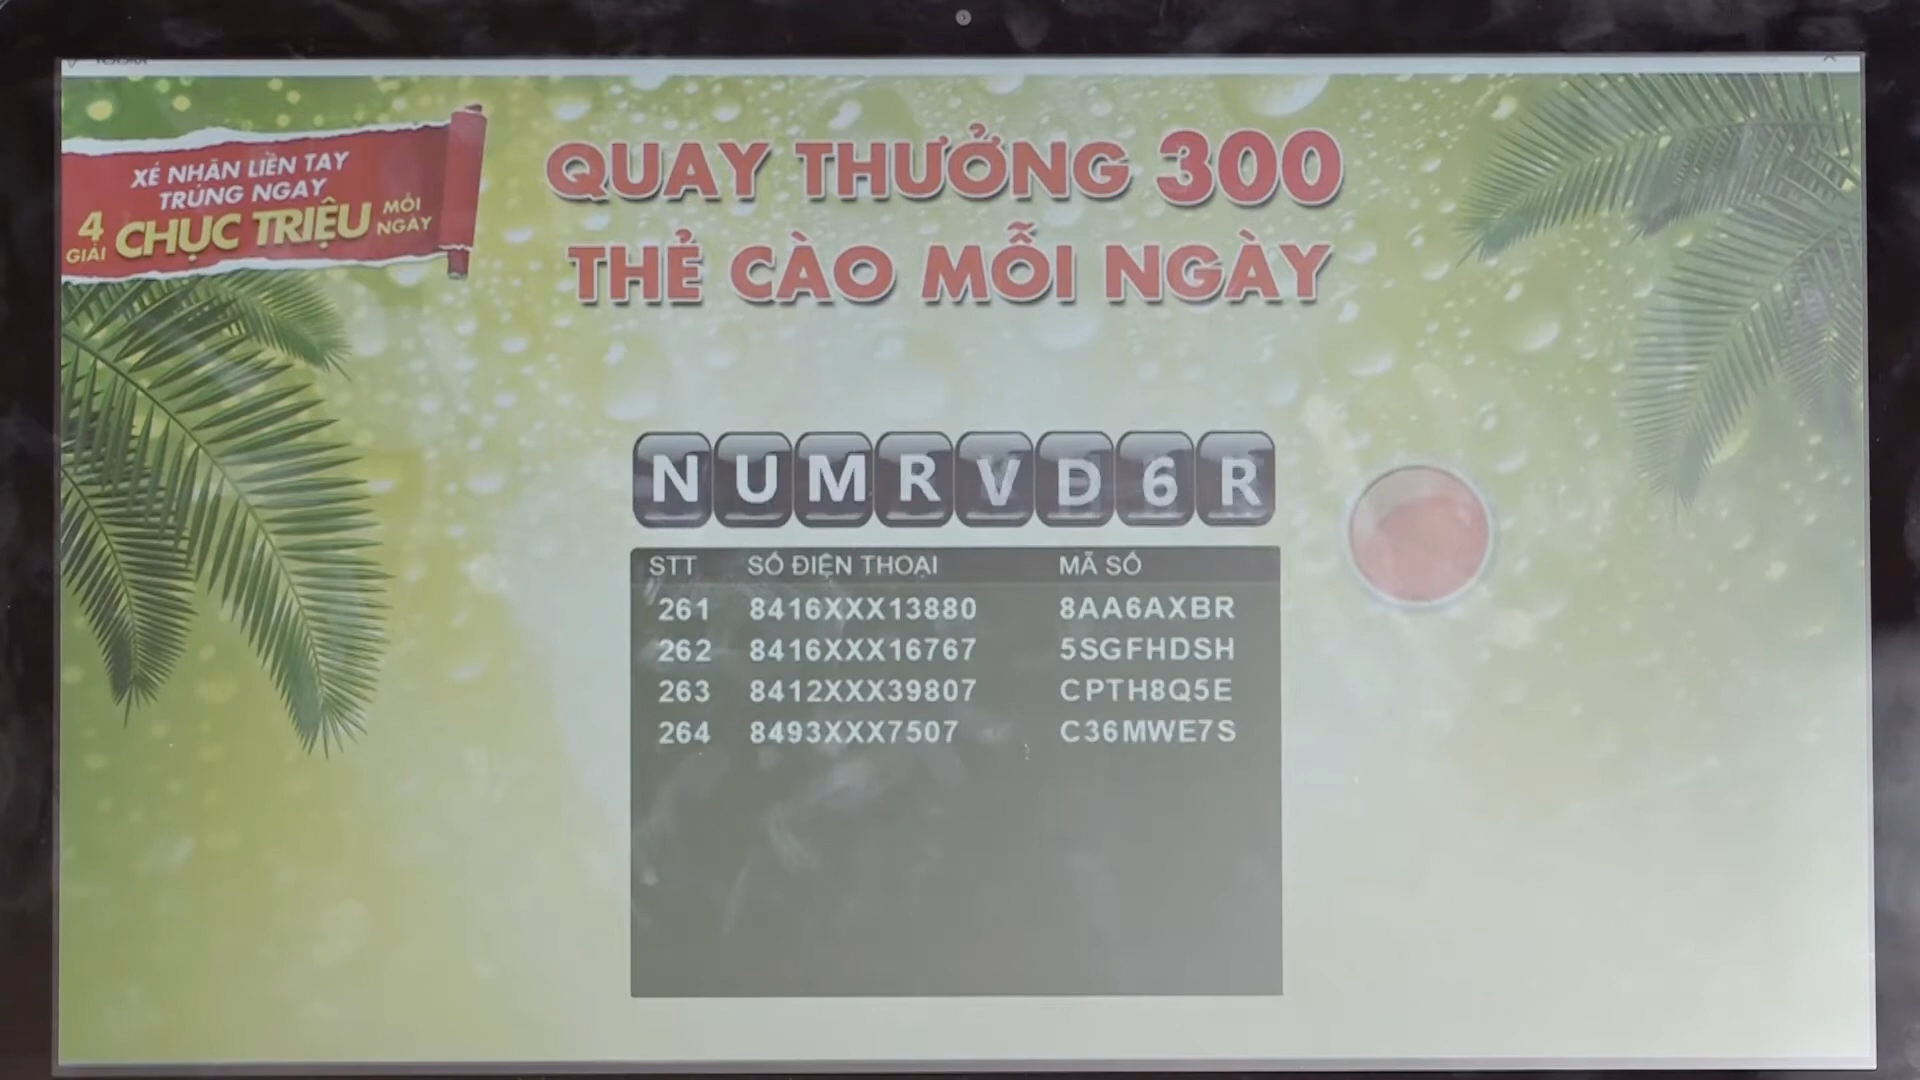 XÉ NHÃN LIỀN TAY
TRÚNG NGAY
4 GIẢI CHỤC TRIỆU MỖI NGÀY
QUAY THƯỞNG 300
THẺ CÀO MỖI NGÀY
NUMRVD6R
STT SỐ ĐIỆN THOẠI MÃ SỐ
261 8416XXX13880 8AA6AXBR
262 8416XXX16767 5SGFHDSH
263 8412XXX39807 CPTH8Q5E
264 8493XXX7507 C36MWE7S